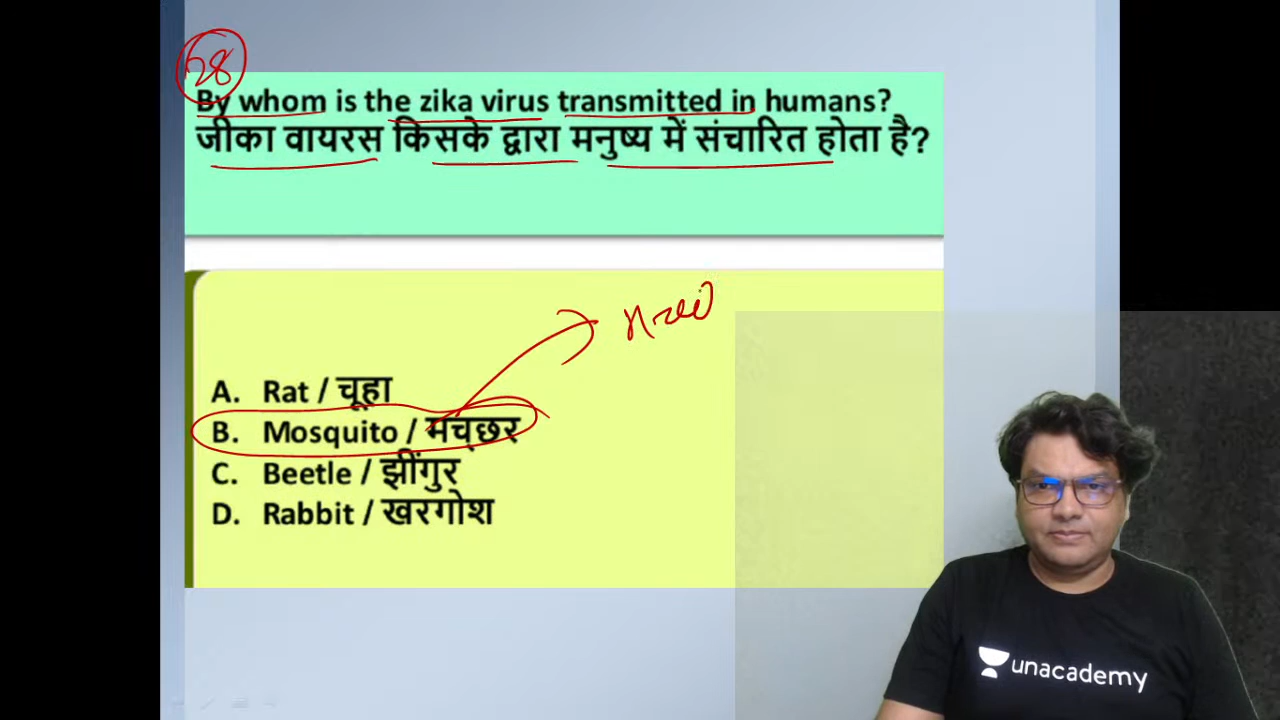 28
By whom is the zika virus transmitted in humans?
जीका वायरस किसके द्वारा मनुष्य में संचारित होता है?
A. Rat / चूहा
B. Mosquito / मच्छर
C. Beetle / झींगुर
D. Rabbit / खरगोश
unacademy